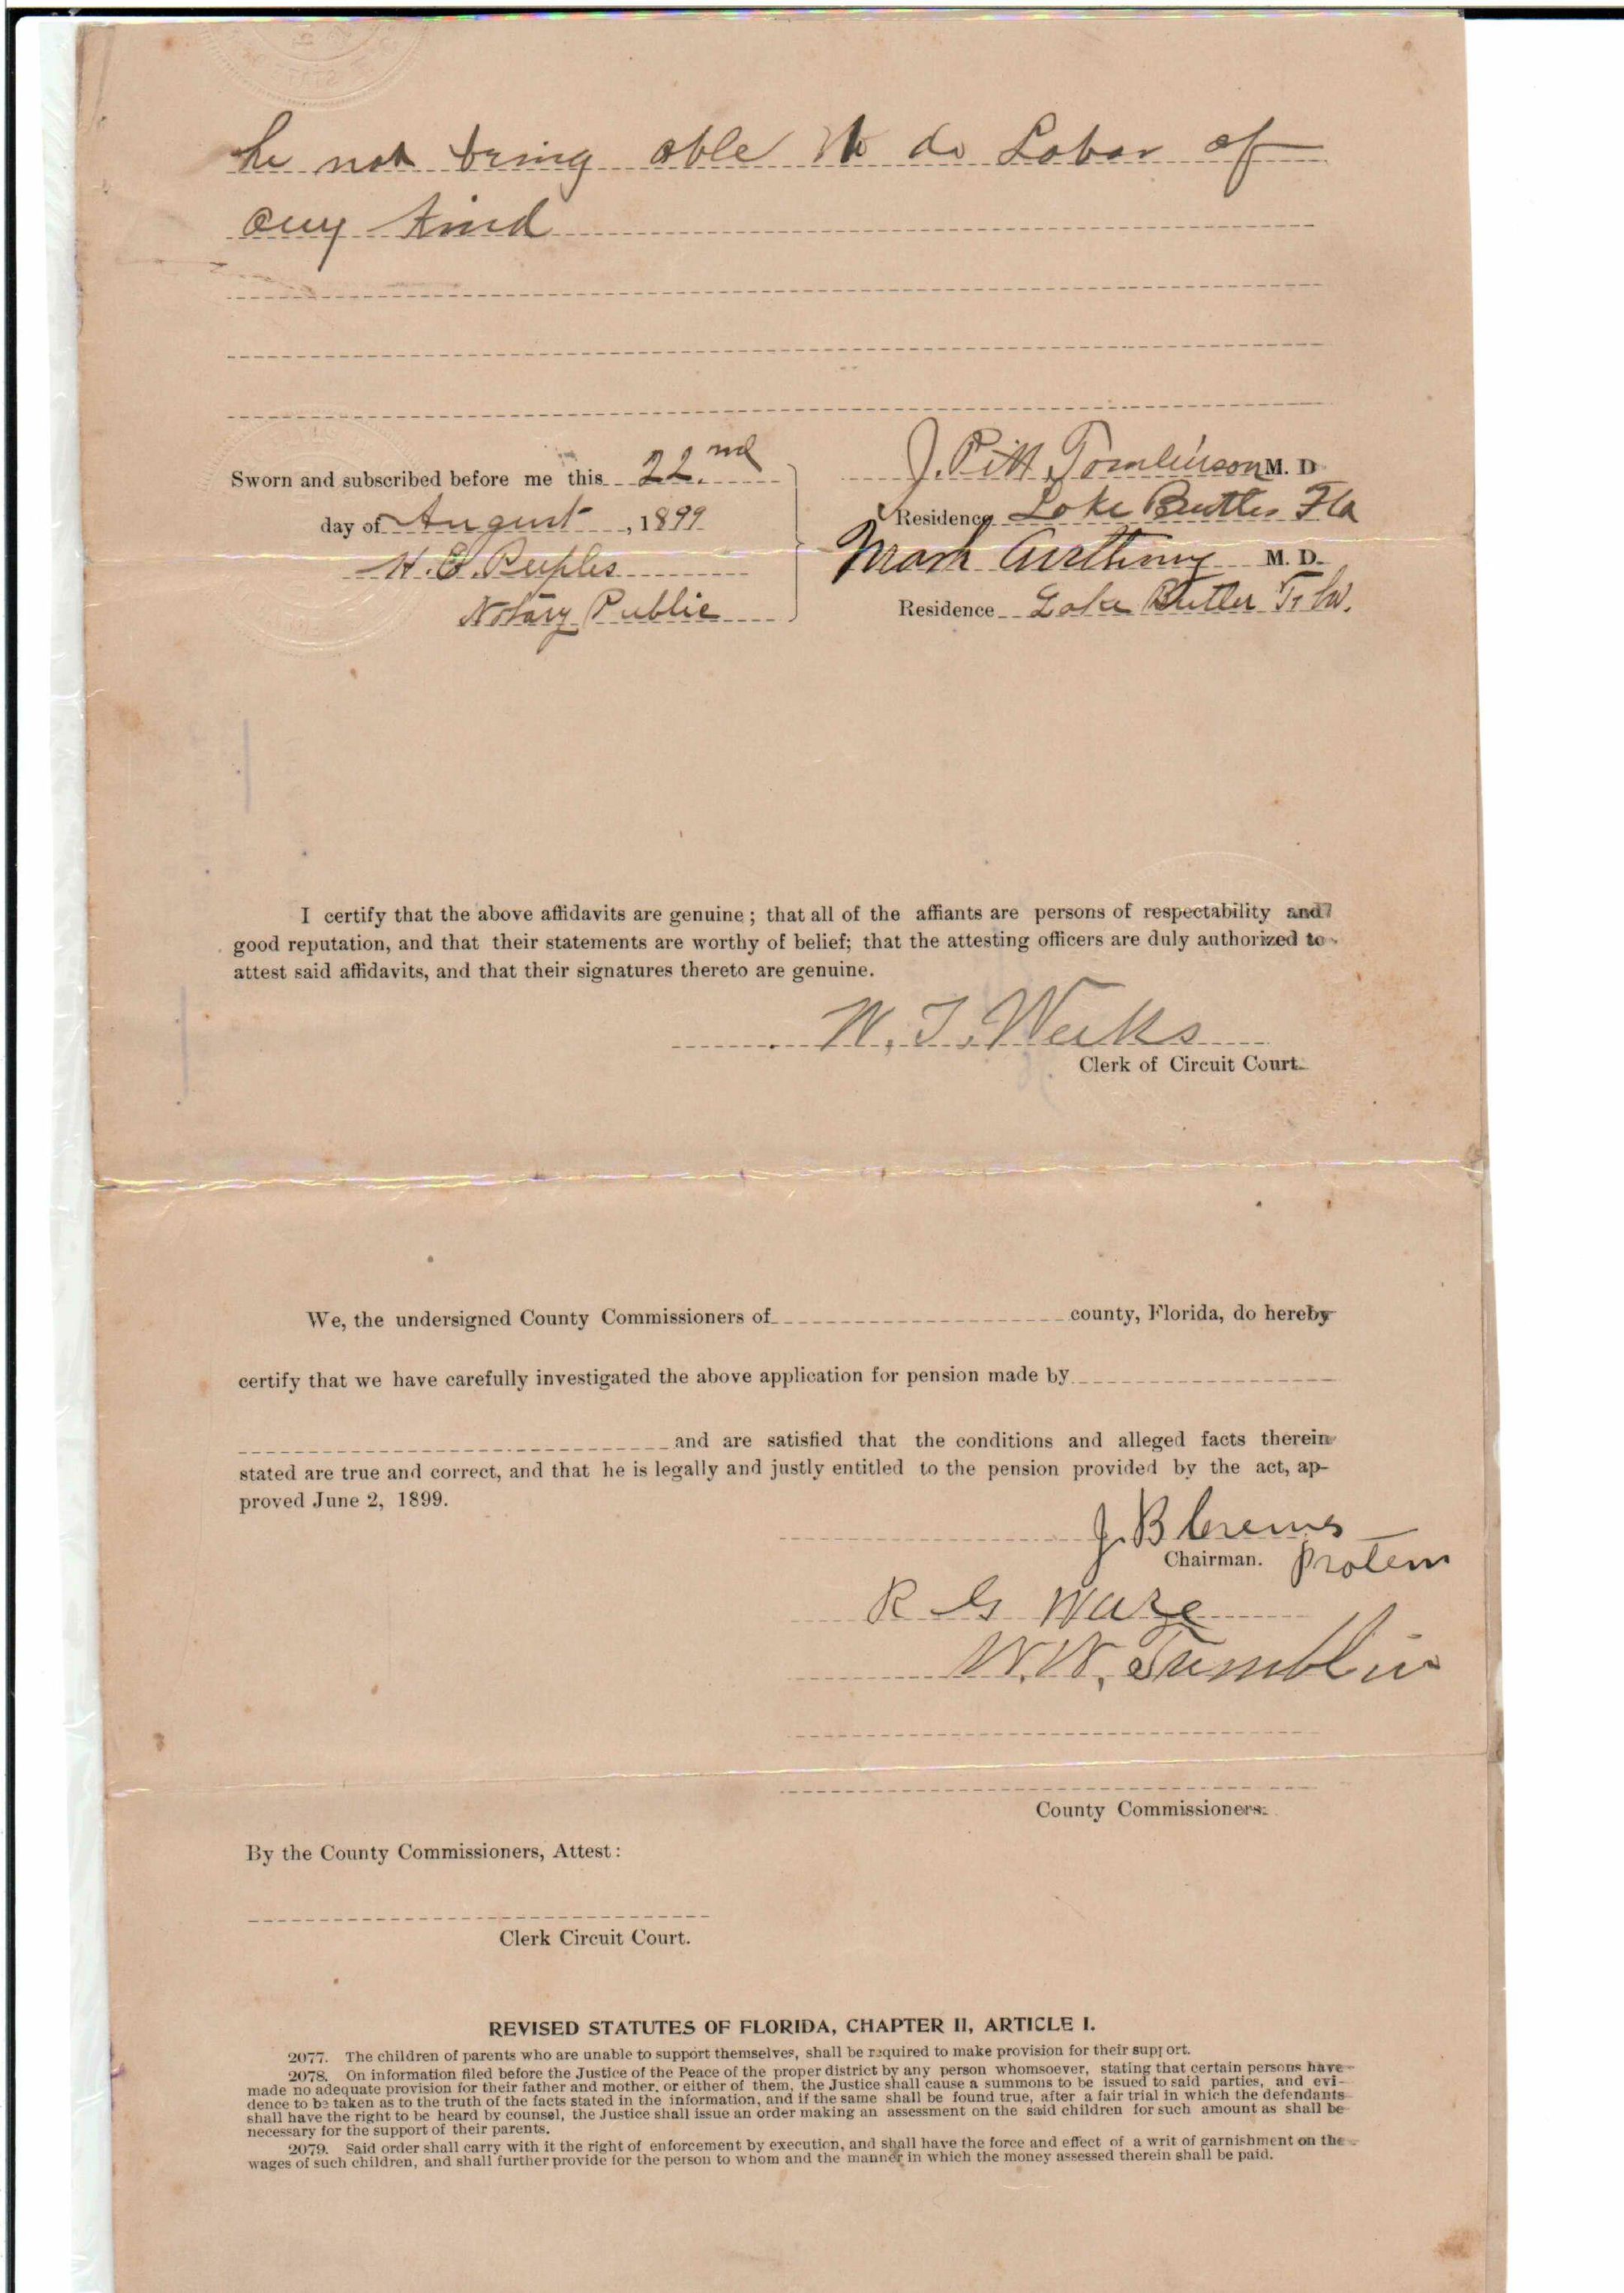 he not being able to do Labor of
any kind
Sworn and subscribed before me this 22nd
day of August, 1899
H. Peeples
Notary Public
J. Pitt Tomlinson M. D.
Residence Lake Butler Fla
Mark Anthony M. D.
Residence Lake Butler Fla.
I certify that the above affidavits are genuine; that all of the affiants are persons of respectability and
good reputation, and that their statements are worthy of belief; that the attesting officers are duly authorized to
attest said affidavits, and that their signatures thereto are genuine.
W. T. Weeks
Clerk of Circuit Court.
We, the undersigned County Commissioners of county, Florida, do hereby
certify that we have carefully investigated the above application for pension made by
and are satisfied that the conditions and alleged facts therein
stated are true and correct, and that he is legally and justly entitled to the pension provided by the act, ap-
proved June 2, 1899.
J. B Crews
Chairman. protem
R G Ware
W. W. Tumblin
County Commissioners.
By the County Commissioners, Attest:
Clerk Circuit Court.
REVISED STATUTES OF FLORIDA, CHAPTER II, ARTICLE I.
2077. The children of parents who are unable to support themselves, shall be required to make provision for their support.
2078. On information filed before the Justice of the Peace of the proper district by any person whomsoever, stating that certain persons have
made no adequate provision for their father and mother, or either of them, the Justice shall cause a summons to be issued to said parties, and evi-
dence to be taken as to the truth of the facts stated in the information, and if the same shall be found true, after a fair trial in which the defendants
shall have the right to be heard by counsel, the Justice shall issue an order making an assessment on the said children for such amount as shall be
necessary for the support of their parents.
2079. Said order shall carry with it the right of enforcement by execution, and shall have the force and effect of a writ of garnishment on the
wages of such children, and shall further provide for the person to whom and the manner in which the money assessed therein shall be paid.